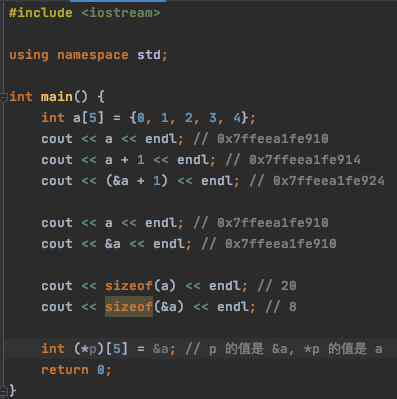 #include <iostream>
using namespace std;
int main() {
int a[5] = {0, 1, 2, 3, 4};
cout << a << endl; // 0x7ffeea1fe910
cout << a + 1 << endl; // 0x7ffeea1fe914
cout << (&a + 1) << endl; // 0x7ffeea1fe924
cout << a << endl; // 0x7ffeea1fe910
cout << &a << endl; // 0x7ffeea1fe910
cout << sizeof(a) << endl; // 20
cout << sizeof(&a) << endl; // 8
int (*p)[5] = &a; // p 的值是 &a, *p 的值是 a
return 0;
}